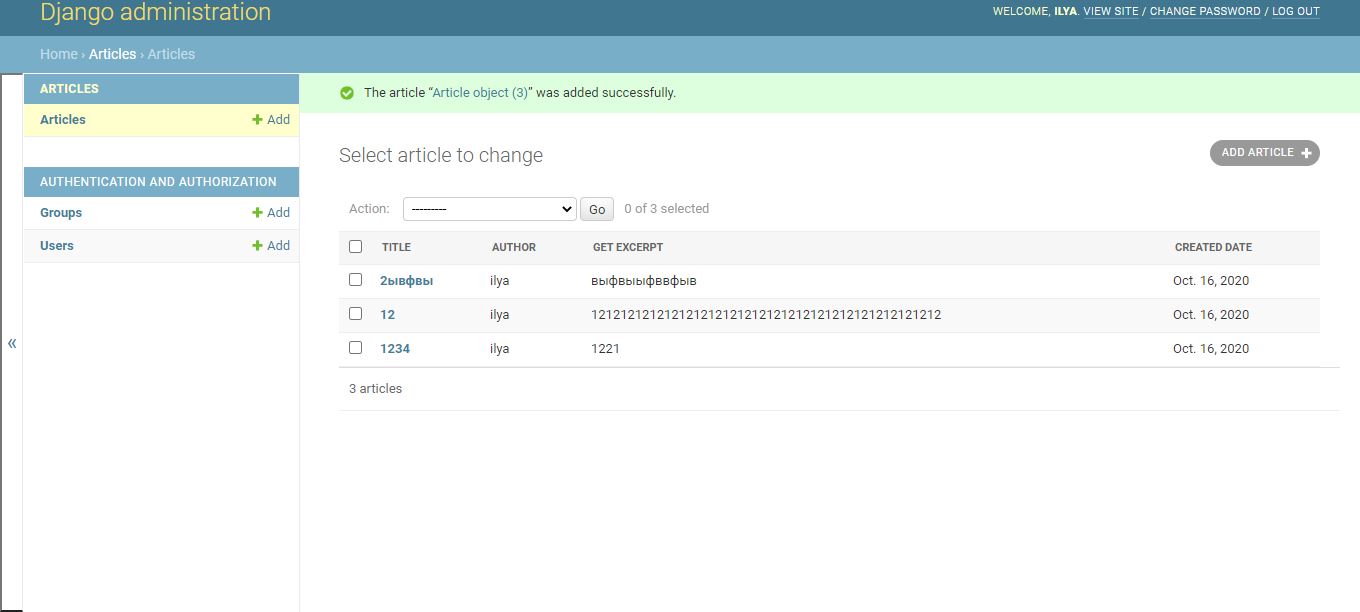 Django administration
WELCOME, ILYA. VIEW SITE / CHANGE PASSWORD / LOG OUT
Home › Articles › Articles
ARTICLES
Articles + Add
AUTHENTICATION AND AUTHORIZATION
Groups + Add
Users + Add
«
The article “Article object (3)” was added successfully.
Select article to change
ADD ARTICLE +
Action: --------- Go 0 of 3 selected
TITLE AUTHOR GET EXCERPT CREATED DATE
2ывфвы ilya выфвыыфввфыв Oct. 16, 2020
12 ilya 121212121212121212121212121212121212121212121212 Oct. 16, 2020
1234 ilya 1221 Oct. 16, 2020
3 articles